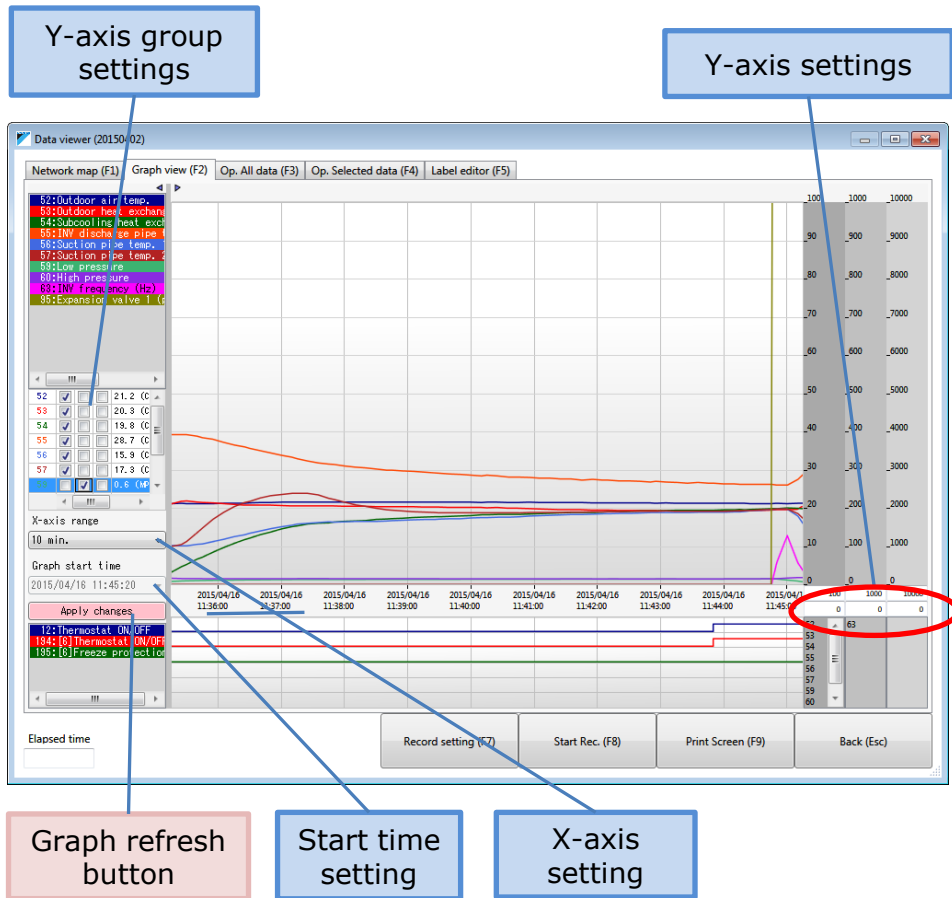 Y-axis group
settings
Y-axis settings
Data viewer (20150402)
Network map (F1) Graph view (F2) Op. All data (F3) Op. Selected data (F4) Label editor (F5)
52:Outdoor air temp.
53:Outdoor heat exchang
54:Subcooling heat exch
55:INV discharge pipe t
56:Suction pipe temp.
57:Suction pipe temp. 2
59:Low pressure
60:High pressure
63:INV frequency (Hz)
95:Expansion valve 1 (p
100 1000 10000
90 900 9000
80 800 8000
70 700 7000
60 600 6000
50 500 5000
40 400 4000
30 300 3000
20 200 2000
10 100 1000
0 0 0
52 21.2 (C
53 20.3 (C
54 19.8 (C
55 28.7 (C
56 15.9 (C
57 17.3 (C
0.6 (MP
X-axis range
10 min.
Graph start time
2015/04/16 11:45:20
Apply changes
2015/04/16 2015/04/16 2015/04/16 2015/04/16 2015/04/16 2015/04/16 2015/04/16 2015/04/16 2015/04/16 2015/04/1
11:36:00 11:37:00 11:38:00 11:39:00 11:40:00 11:41:00 11:42:00 11:43:00 11:44:00 11:45:0
100 1000 10000
0 0 0
12:Thermostat ON/OFF
194:[6]Thermostat ON/OFF
195:[6]Freeze protection
52 63
53
54
55
56
57
59
60
Elapsed time
Record setting (F7) Start Rec. (F8) Print Screen (F9) Back (Esc)
Graph refresh
button
Start time
setting
X-axis
setting